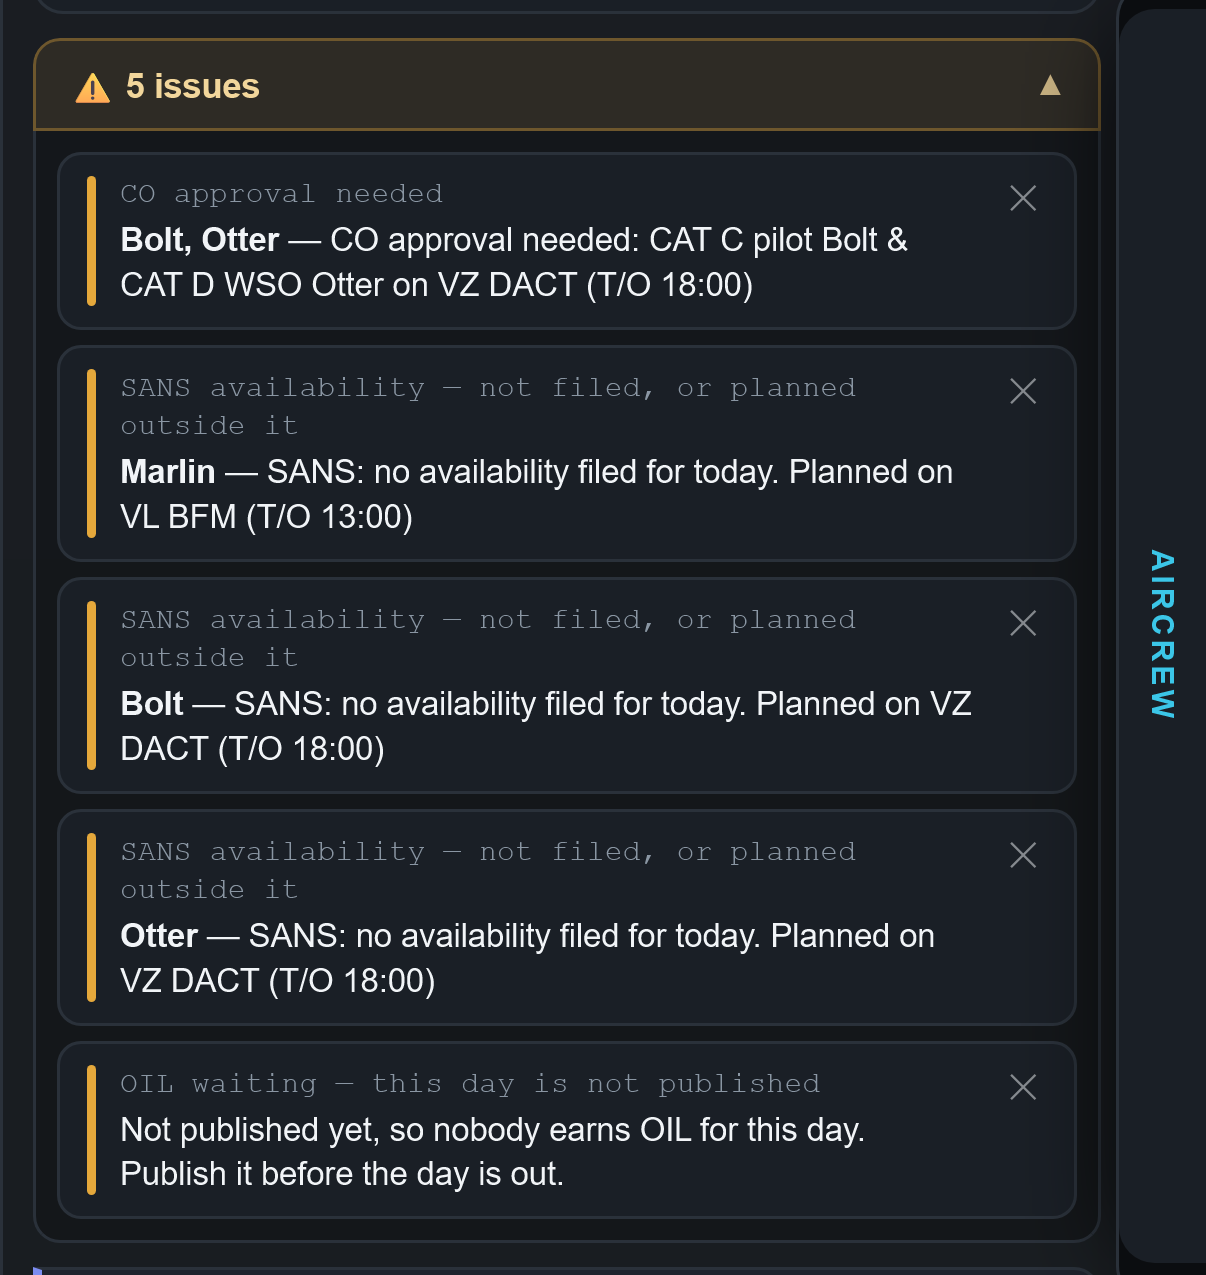 ⚠️ 5 issues ▲
CO approval needed
Bolt, Otter — CO approval needed: CAT C pilot Bolt &
CAT D WSO Otter on VZ DACT (T/O 18:00)
SANS availability — not filed, or planned
outside it
Marlin — SANS: no availability filed for today. Planned on
VL BFM (T/O 13:00)
SANS availability — not filed, or planned
outside it
Bolt — SANS: no availability filed for today. Planned on VZ
DACT (T/O 18:00)
SANS availability — not filed, or planned
outside it
Otter — SANS: no availability filed for today. Planned on
VZ DACT (T/O 18:00)
OIL waiting — this day is not published
Not published yet, so nobody earns OIL for this day.
Publish it before the day is out.
AIRCREW